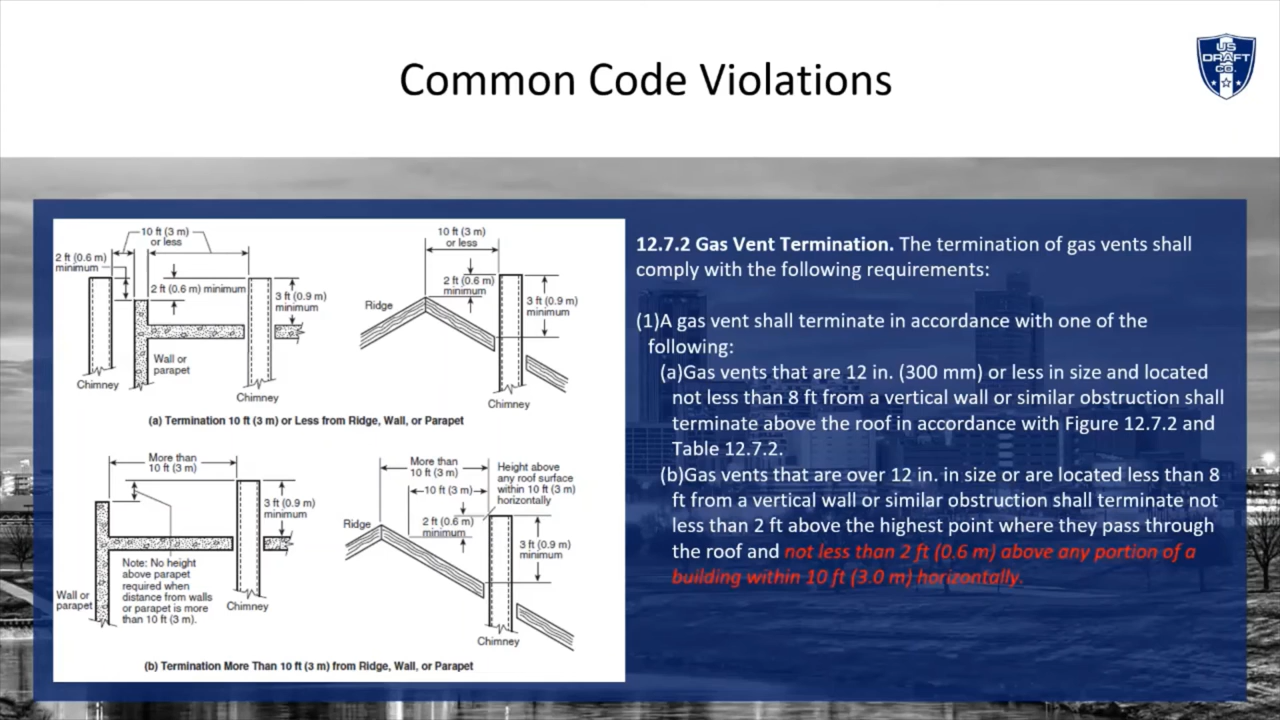 Common Code Violations
US
DRAFT
CO.
10 ft (3 m)
or less
2 ft (0.6 m)
minimum
2 ft (0.6 m) minimum
3 ft (0.9 m)
minimum
Wall or
parapet
Chimney
Chimney
10 ft (3 m)
or less
2 ft (0.6 m)
minimum
3 ft (0.9 m)
minimum
Ridge
Chimney
(a) Termination 10 ft (3 m) or Less from Ridge, Wall, or Parapet
More than
10 ft (3 m)
3 ft (0.9 m)
minimum
Note: No height
above parapet
required when
distance from walls
or parapet is more
than 10 ft (3 m).
Wall or
parapet
Chimney
More than
10 ft (3 m)
Height above
any roof surface
within 10 ft (3 m)
horizontally
10 ft (3 m)
Ridge
2 ft (0.6 m)
minimum
3 ft (0.9 m)
minimum
Chimney
(b) Termination More Than 10 ft (3 m) from Ridge, Wall, or Parapet
12.7.2 Gas Vent Termination. The termination of gas vents shall
comply with the following requirements:
(1)A gas vent shall terminate in accordance with one of the
following:
(a)Gas vents that are 12 in. (300 mm) or less in size and located
not less than 8 ft from a vertical wall or similar obstruction shall
terminate above the roof in accordance with Figure 12.7.2 and
Table 12.7.2.
(b)Gas vents that are over 12 in. in size or are located less than 8
ft from a vertical wall or similar obstruction shall terminate not
less than 2 ft above the highest point where they pass through
the roof and not less than 2 ft (0.6 m) above any portion of a
building within 10 ft (3.0 m) horizontally.